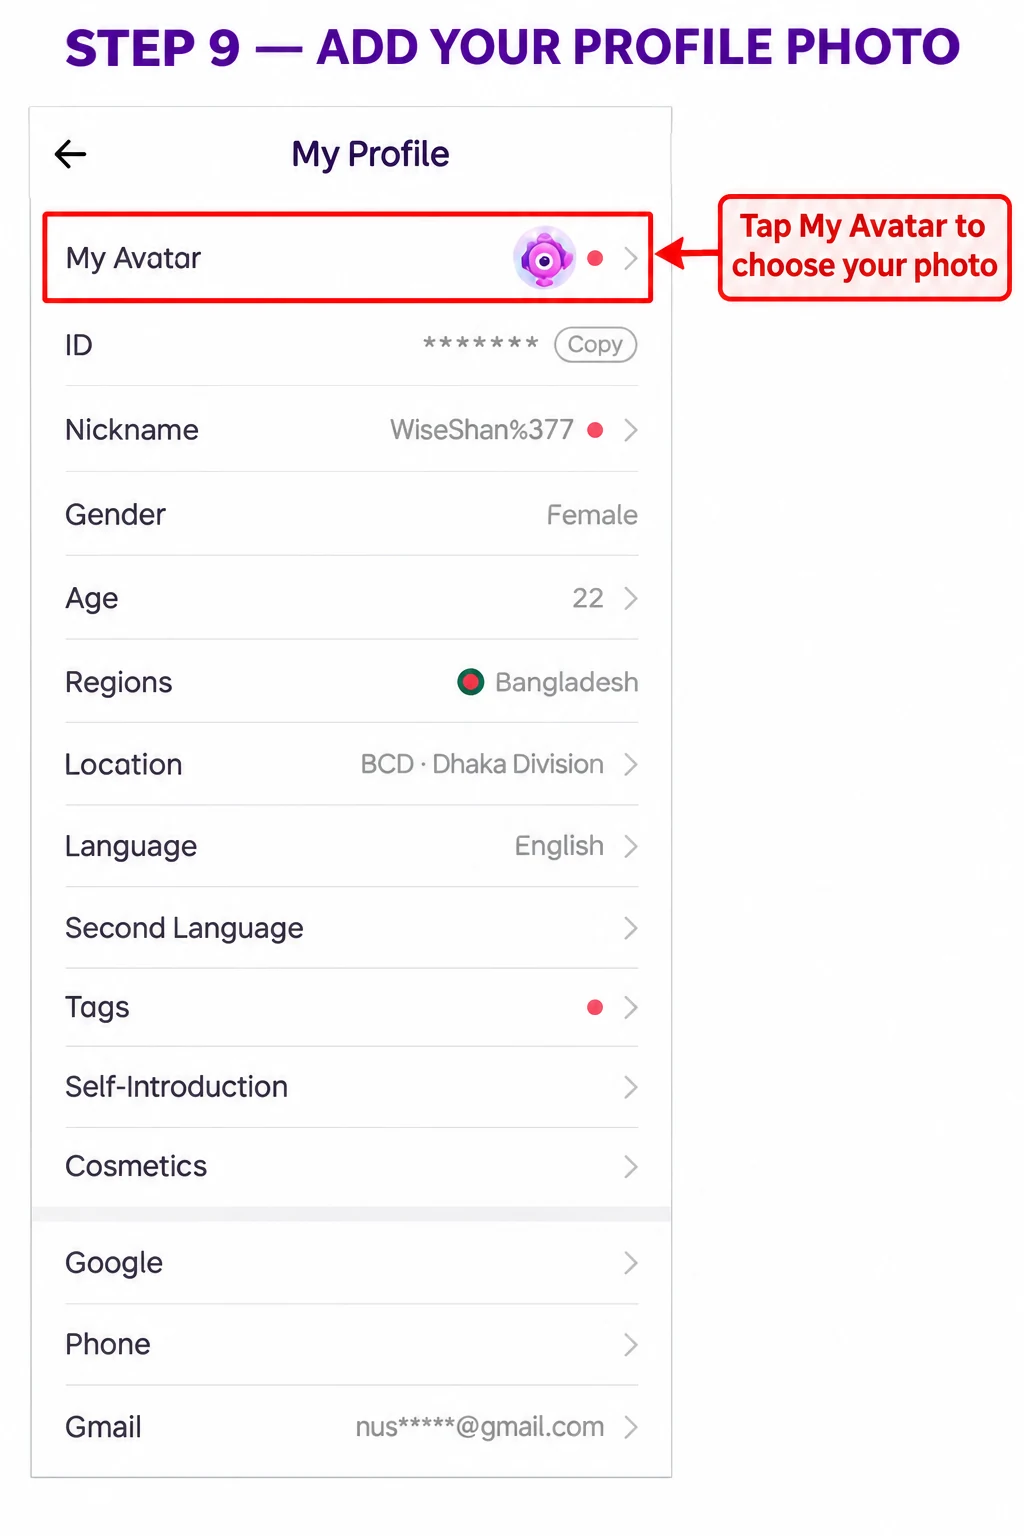 STEP 9 — ADD YOUR PROFILE PHOTO
My Profile
My Avatar
Tap My Avatar to
choose your photo
ID ******* Copy
Nickname WiseShan%377
Gender Female
Age 22
Regions Bangladesh
Location BCD · Dhaka Division
Language English
Second Language
Tags
Self-Introduction
Cosmetics
Google
Phone
Gmail nus*****@gmail.com